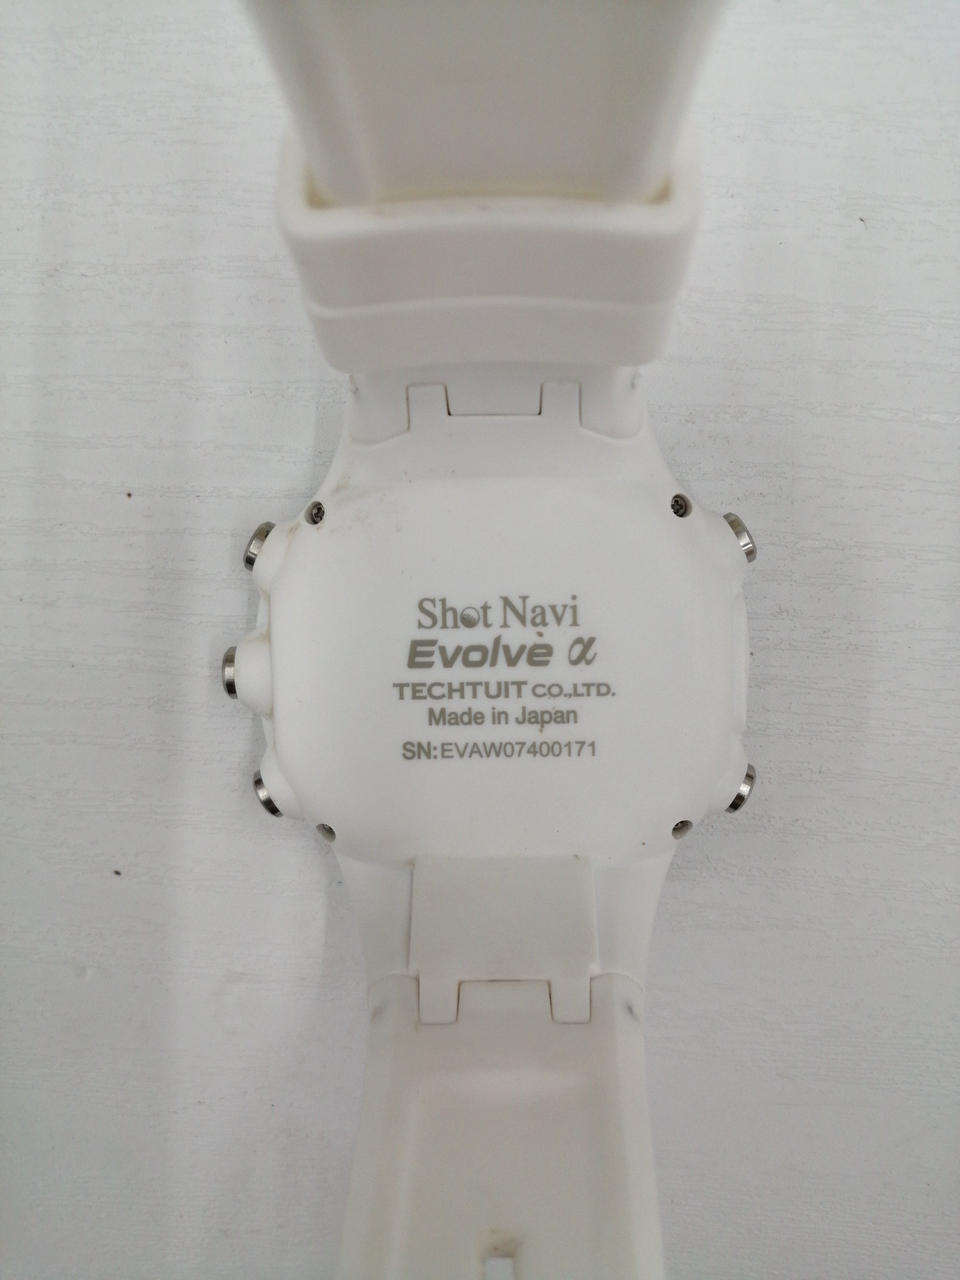 Shot Navi
Evolve α
TECHTUIT CO.,LTD.
Made in Japan
SN:EVAW07400171